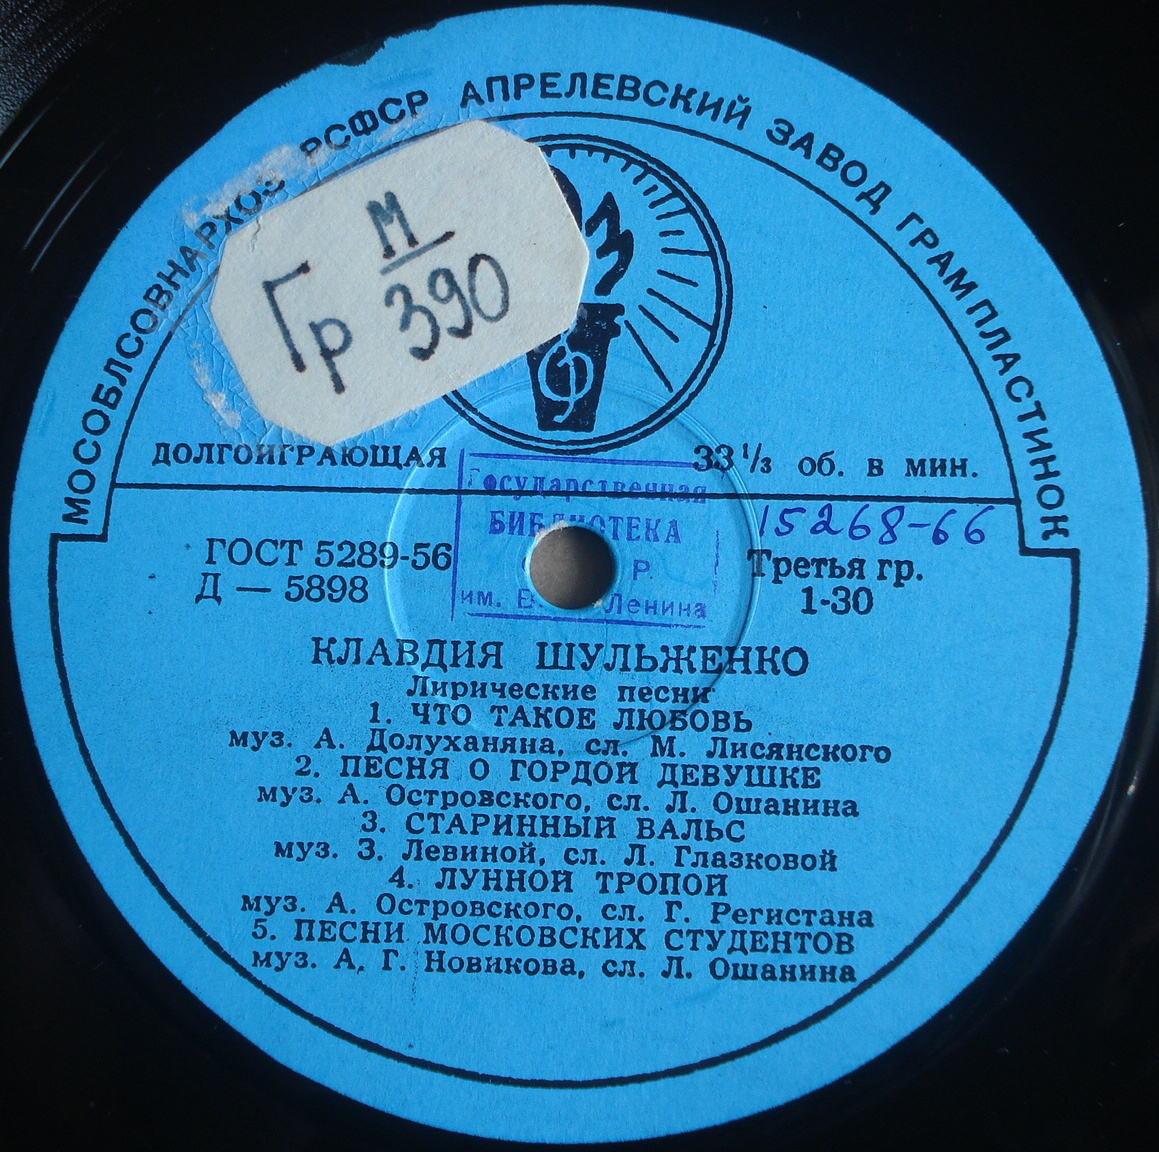 МОСОБЛСОВНАРХОЗ РСФСР АПРЕЛЕВСКИЙ ЗАВОД ГРАМПЛАСТИНОК
М
Гр 390
ДОЛГОИГРАЮЩАЯ 33 1/3 об. в мин.
Государственная
БИБЛИОТЕКА
Р.
им. В. Ленина
15268-66
ГОСТ 5289-56 Третья гр.
Д — 5898 1-30
КЛАВДИЯ ШУЛЬЖЕНКО
Лирические песни
1. ЧТО ТАКОЕ ЛЮБОВЬ
муз. А. Долуханяна, сл. М. Лисянского
2. ПЕСНЯ О ГОРДОЙ ДЕВУШКЕ
муз. А. Островского, сл. Л. Ошанина
3. СТАРИННЫЙ ВАЛЬС
муз. З. Левиной, сл. Л. Глазковой
4. ЛУННОЙ ТРОПОЙ
муз. А. Островского, сл. Г. Регистана
5. ПЕСНИ МОСКОВСКИХ СТУДЕНТОВ
муз. А. Г. Новикова, сл. Л. Ошанина